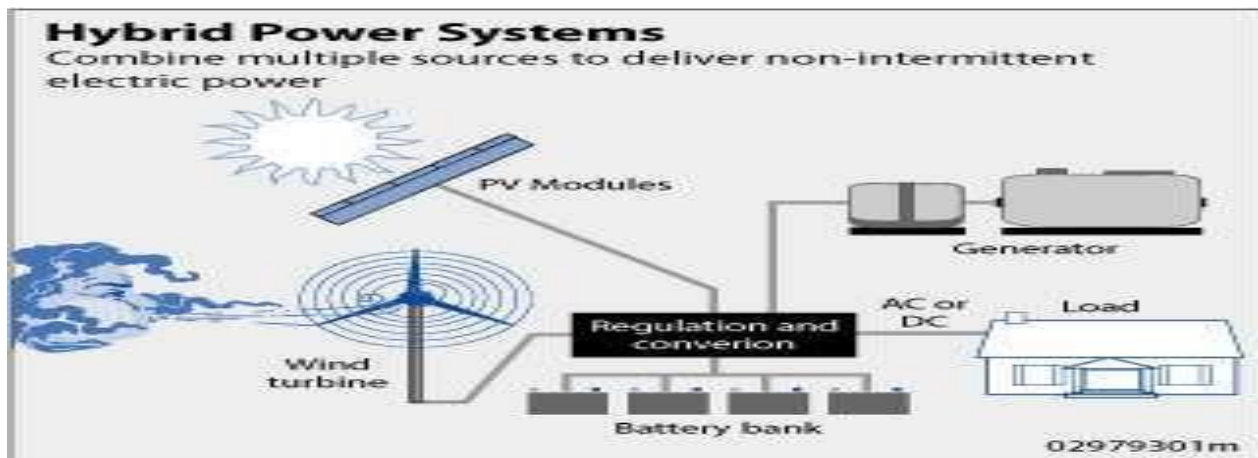 Hybrid Power Systems
Combine multiple sources to deliver non-intermittent
electric power
PV Modules
Generator
AC or
DC
Load
Regulation and
converion
Wind
turbine
Battery bank
02979301m